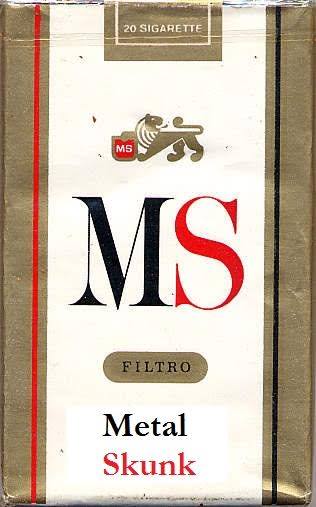 20 SIGARETTE
MS
MS
FILTRO
Metal
Skunk